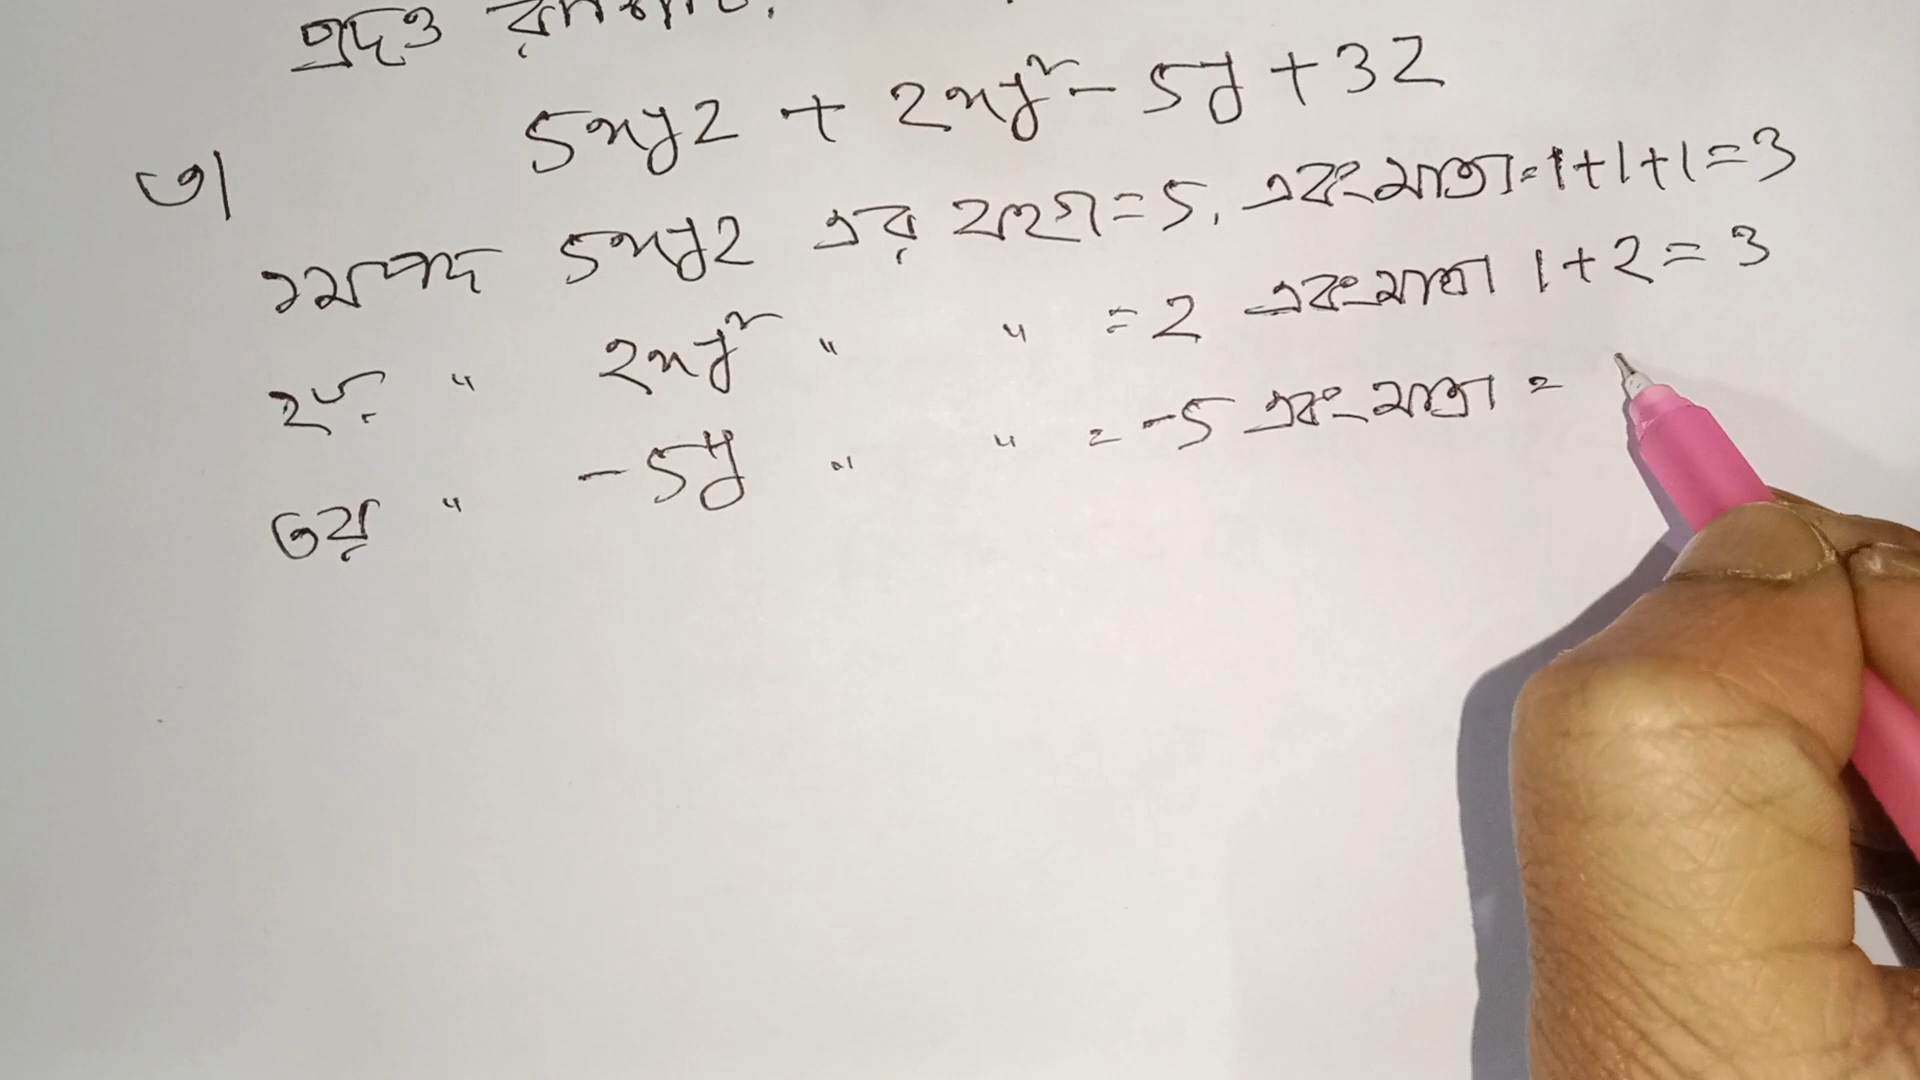 প্রদত্ত
৩। 5xyz + 2xy² - 5y + 3z
১ম পদ 5xyz এর সহগ = 5, এবং মাত্রা = 1+1+1=3
২য় " 2xy² " " = 2 এবং মাত্রা 1+2=3
৩য় " -5y " " = -5 এবং মাত্রা =